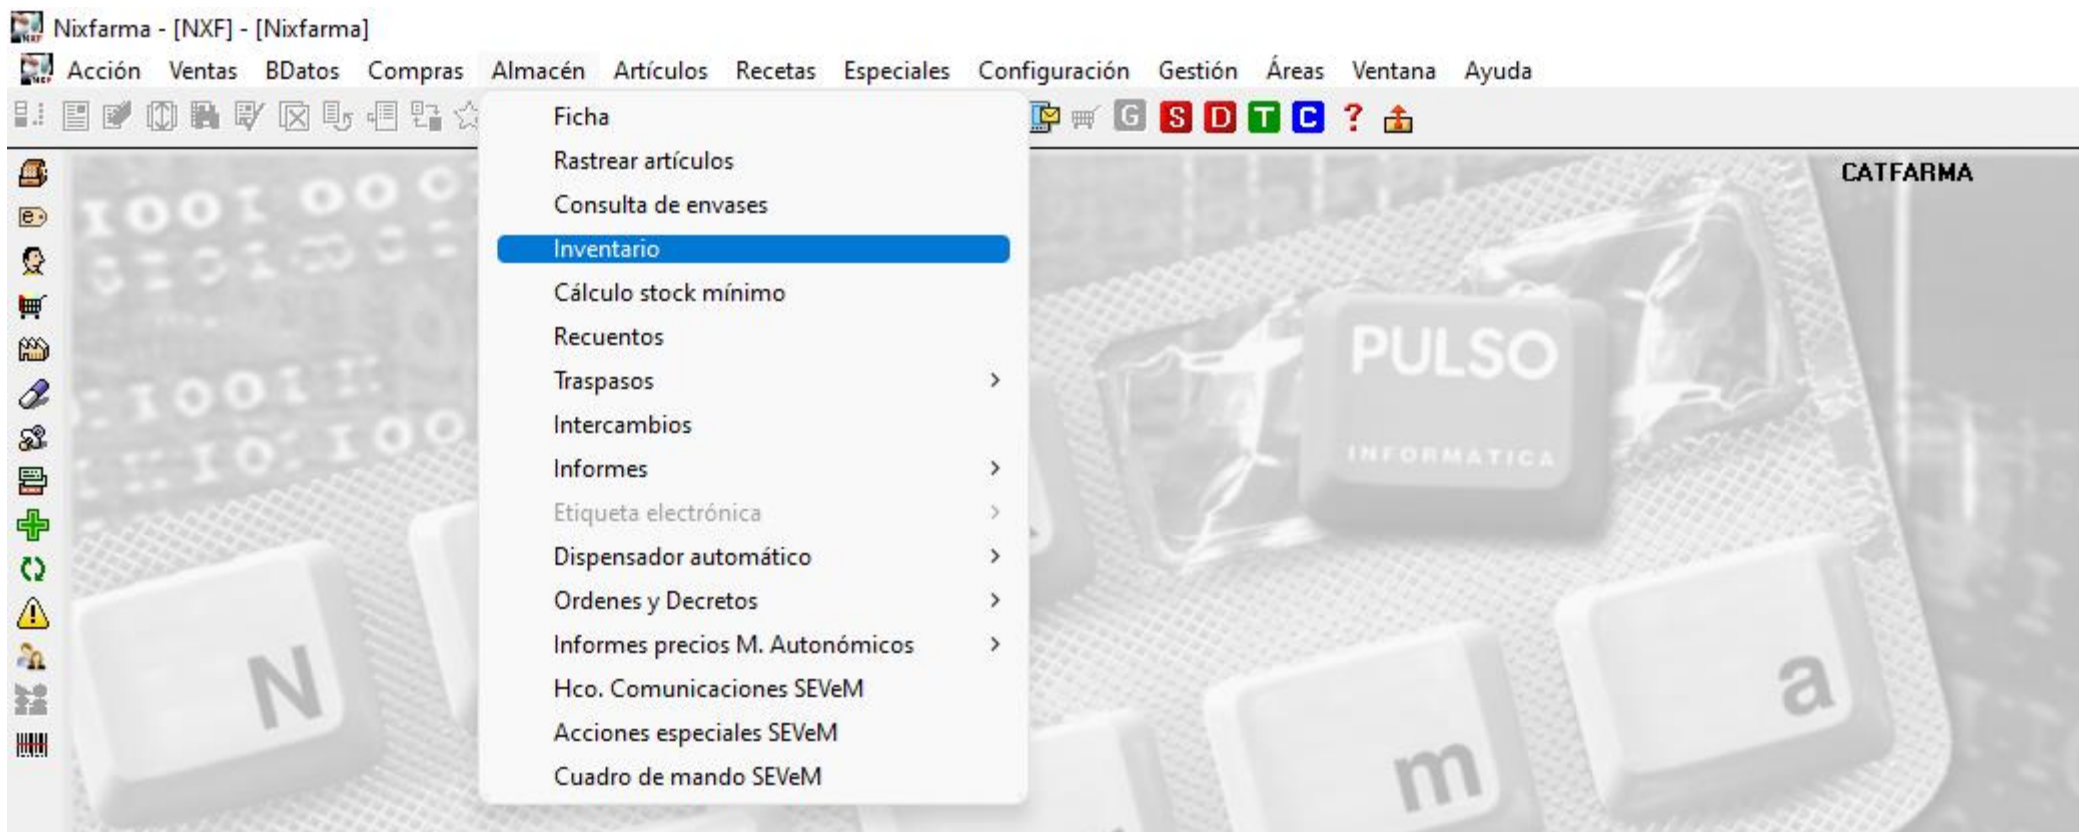 Nixfarma - [NXF] - [Nixfarma]
Acción Ventas BDatos Compras Almacén Artículos Recetas Especiales Configuración Gestión Áreas Ventana Ayuda
G S D T C ?
CATFARMA
Ficha
Rastrear artículos
Consulta de envases
Inventario
Cálculo stock mínimo
Recuentos
Traspasos
Intercambios
Informes
Etiqueta electrónica
Dispensador automático
Ordenes y Decretos
Informes precios M. Autonómicos
Hco. Comunicaciones SEVeM
Acciones especiales SEVeM
Cuadro de mando SEVeM
PULSO
INFORMATICA
N
m
a